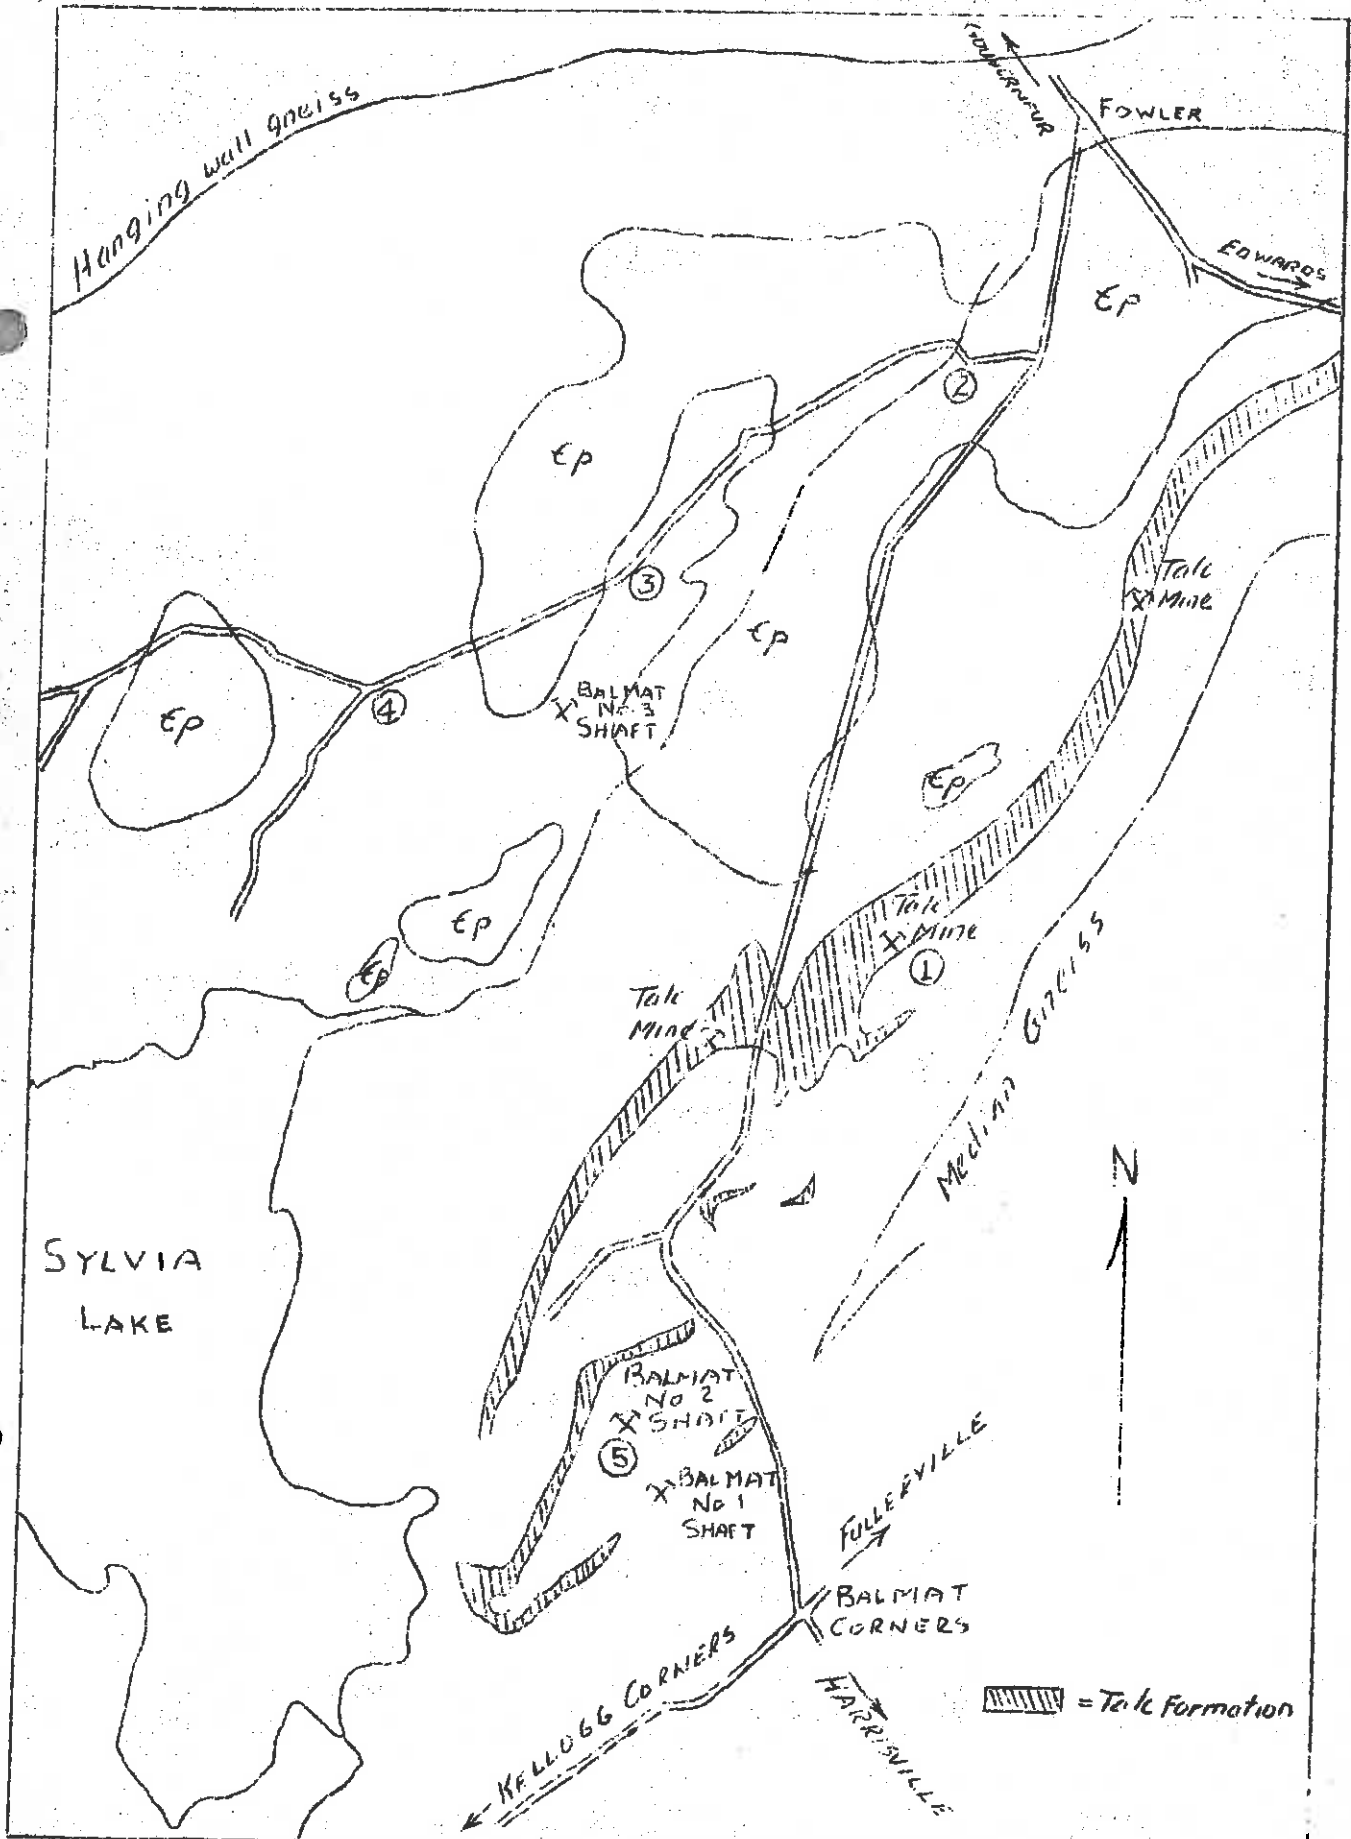 GOUVERNEUR
FOWLER
Hanging wall gneiss
EDWARDS
Єp
2
Єp
3
Talc
Mine
Єp
BALMAT
No. 3
SHAFT
4
Єp
Єp
Єp
Єp
Talc
Mine
1
Talc
Mine
Median Gneiss
N
SYLVIA
LAKE
BALMAT
No 2
SHAFT
5
BALMAT
No 1
SHAFT
FULLERVILLE
BALMAT
CORNERS
KELLOGG CORNERS
HARRISVILLE
= Talc Formation